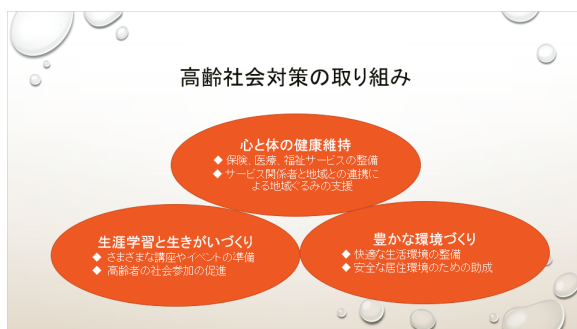 高齢社会対策の取り組み
心と体の健康維持
◆ 保険、医療、福祉サービスの整備
◆ サービス関係者と地域との連携に
よる地域ぐるみの支援
生涯学習と生きがいづくり
◆ さまざまな講座やイベントの準備
◆ 高齢者の社会参加の促進
豊かな環境づくり
◆ 快適な生活環境の整備
◆ 安全な居住環境のための助成